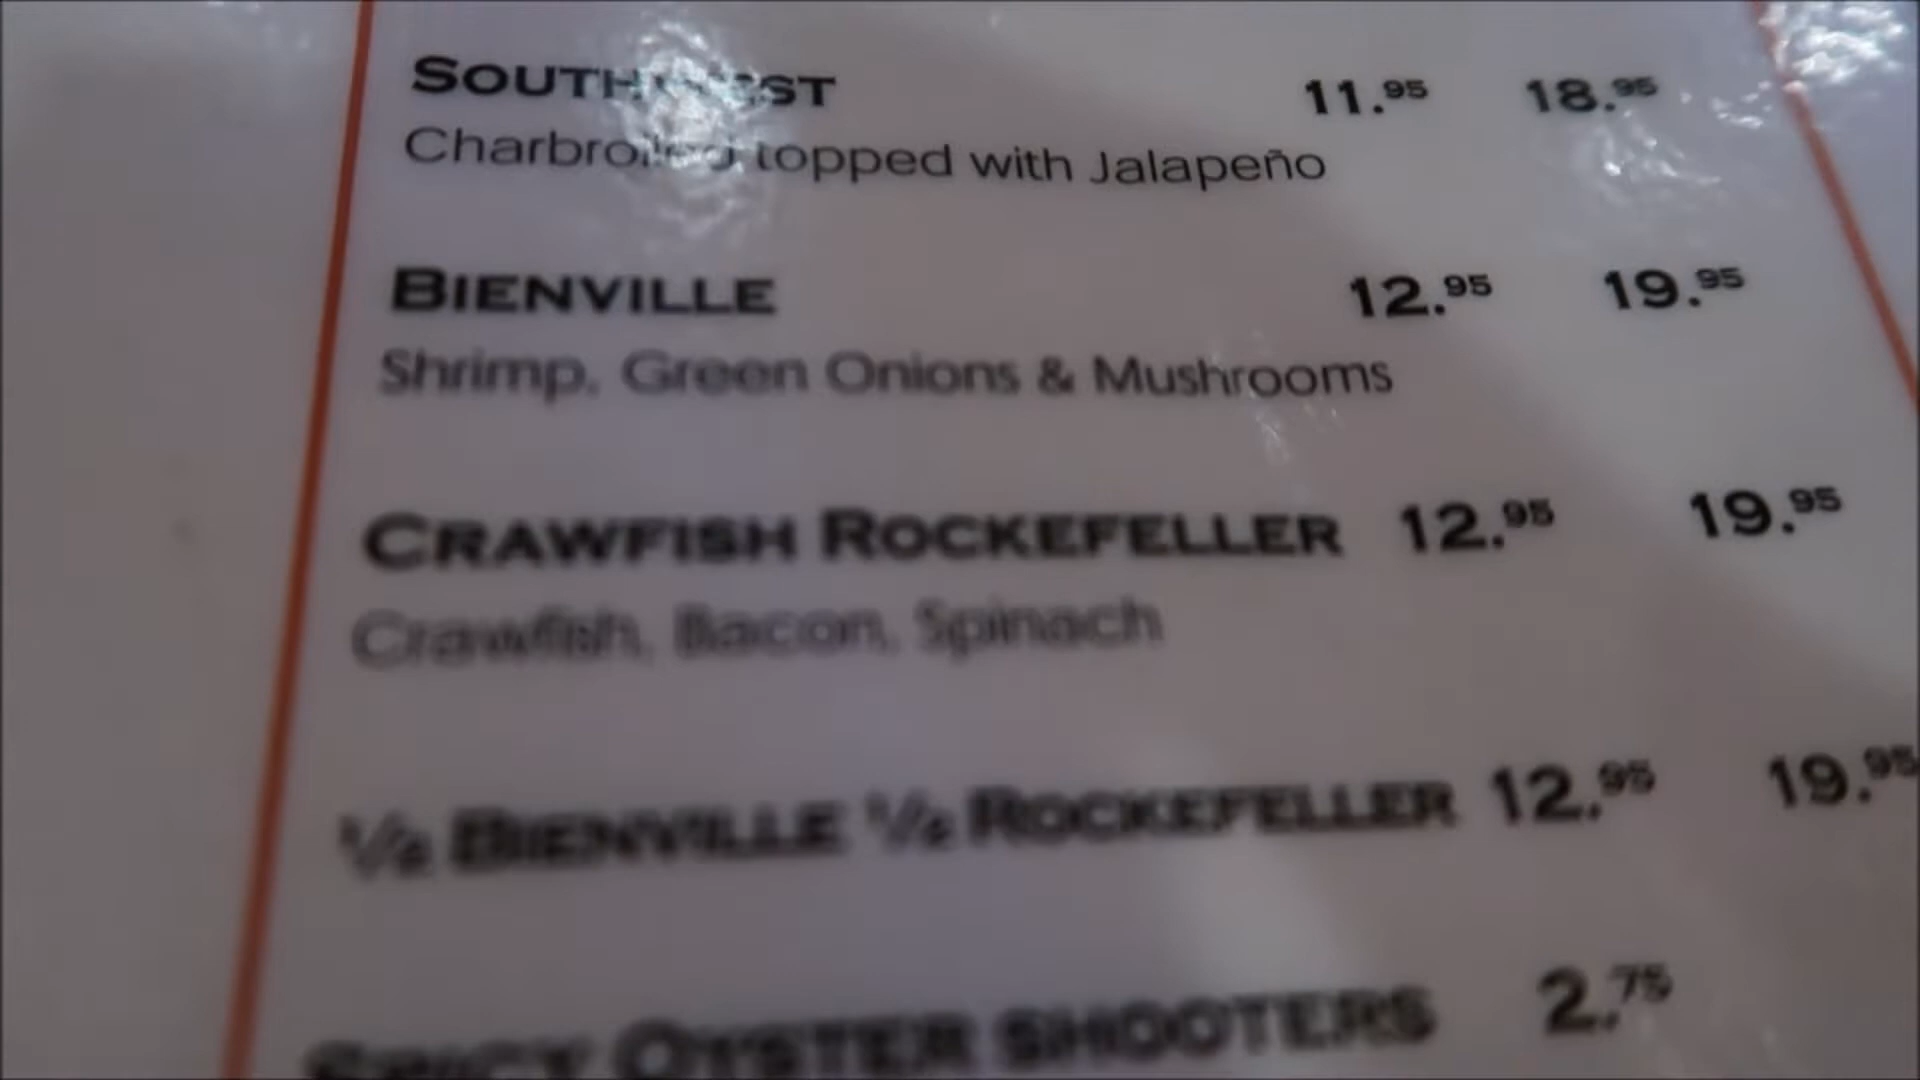 SOUTHWEST 11.95 18.95
Charbroiled topped with Jalapeño
BIENVILLE 12.95 19.95
Shrimp, Green Onions & Mushrooms
CRAWFISH ROCKEFELLER 12.95 19.95
Crawfish, Bacon, Spinach
½ BIENVILLE ½ ROCKEFELLER 12.95 19.95
SPICY OYSTER SHOOTERS 2.75